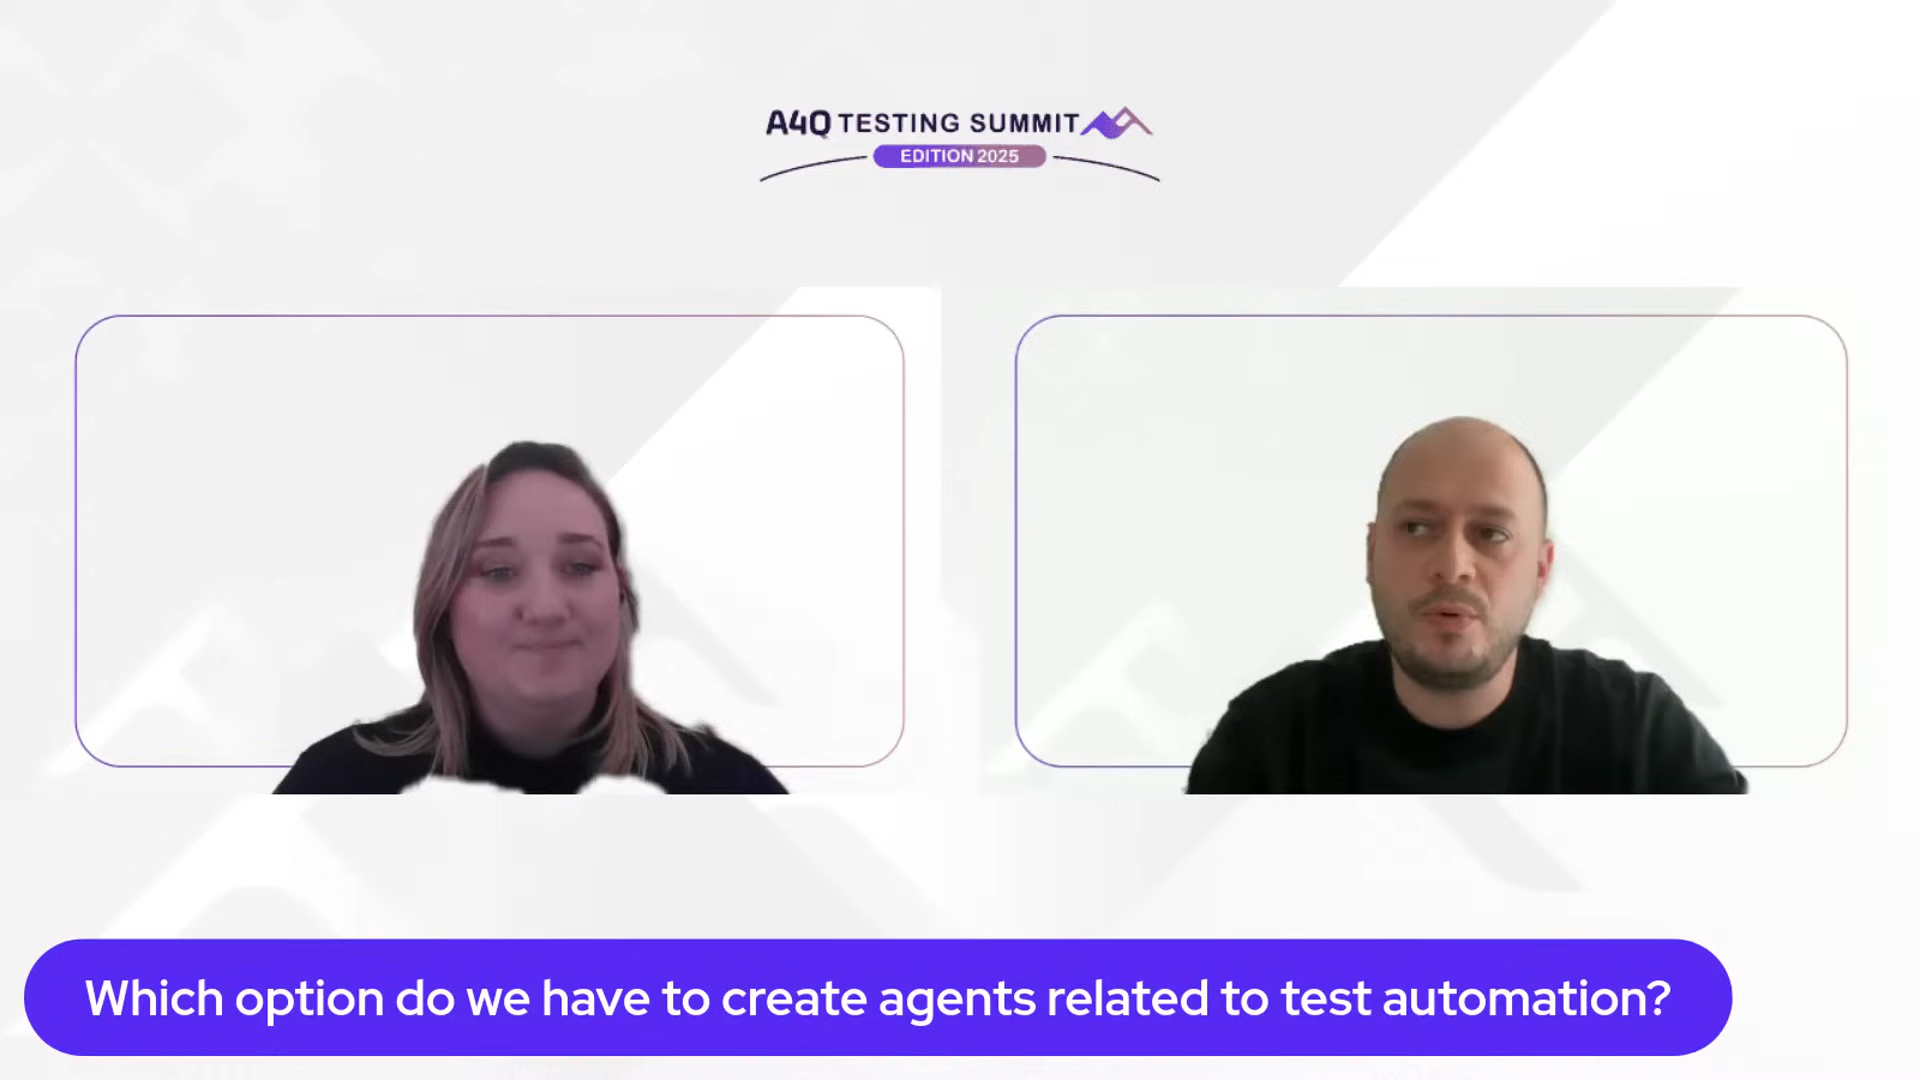 A4Q TESTING SUMMIT
EDITION 2025
Which option do we have to create agents related to test automation?